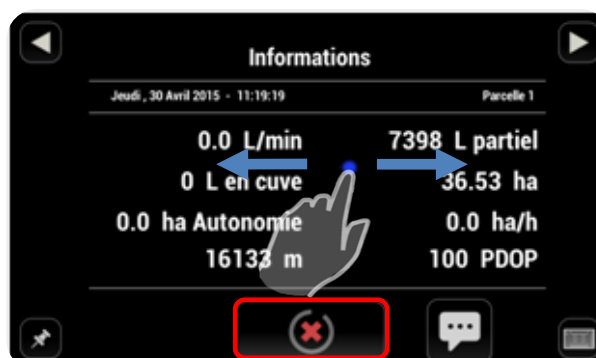 Informations
Jeudi , 30 Avril 2015 - 11:19:19 Parcelle 1
0.0 L/min 7398 L partiel
0 L en cuve 36.53 ha
0.0 ha Autonomie 0.0 ha/h
16133 m 100 PDOP